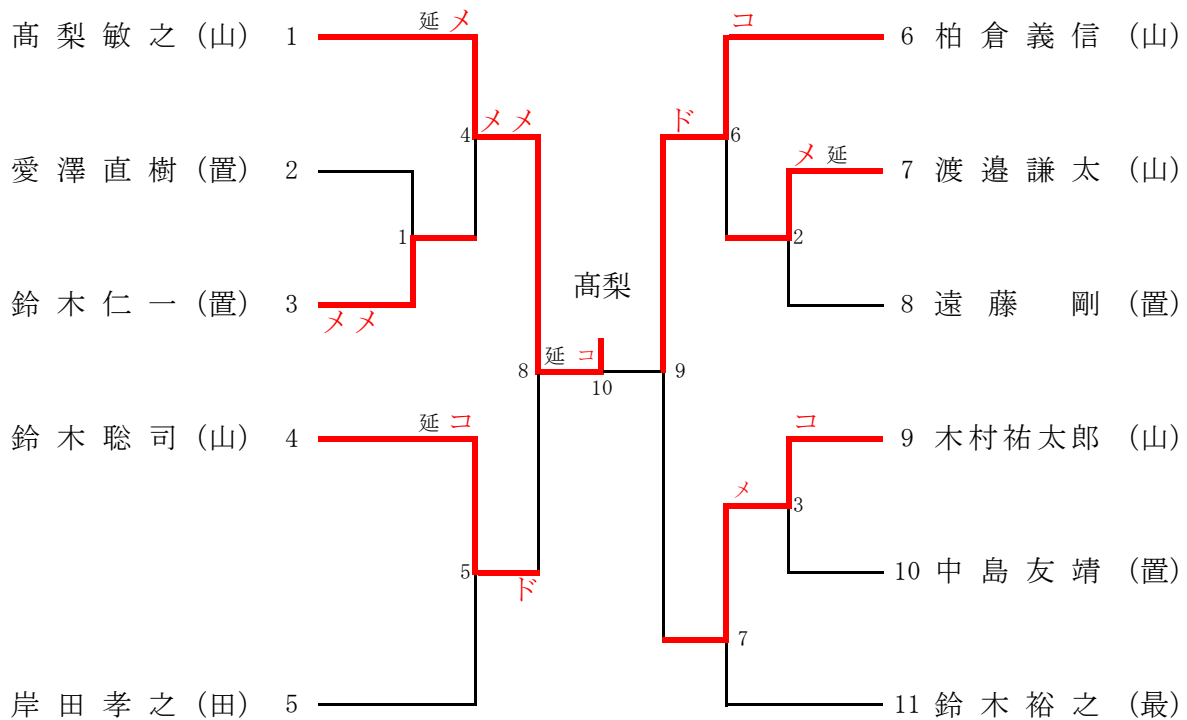 髙梨敏之(山) 1 延メ
コ 6 柏倉義信(山)
4 メメ
ド 6
愛澤直樹(置) 2
メ延 7 渡邉謙太(山)
1
2
髙梨
鈴木仁一(置) 3
メメ
8 遠藤 剛(置)
8 延 コ 10 9
鈴木聡司(山) 4 延コ
コ 9 木村祐太郎(山)
メ 3
5 ド
10 中島友靖(置)
7
岸田孝之(田) 5
11 鈴木裕之(最)